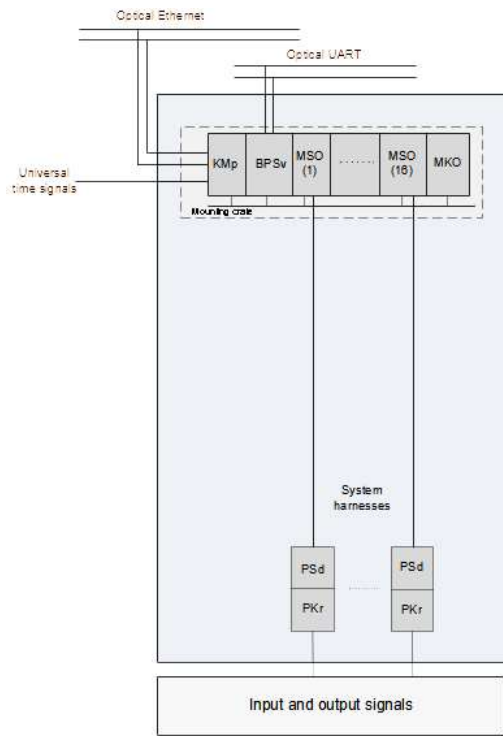 Optical Ethernet
Optical UART
Universal
time signals
KMp
BPSv
MSO
(1)
MSO
(16)
MKO
Mounting crate
System
harnesses
PSd
PKr
PSd
PKr
Input and output signals